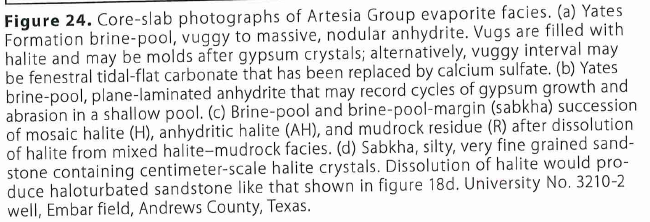 Figure 24. Core-slab photographs of Artesia Group evaporite facies. (a) Yates
Formation brine-pool, vuggy to massive, nodular anhydrite. Vugs are filled with
halite and may be molds after gypsum crystals; alternatively, vuggy interval may
be fenestral tidal-flat carbonate that has been replaced by calcium sulfate. (b) Yates
brine-pool, plane-laminated anhydrite that may record cycles of gypsum growth and
abrasion in a shallow pool. (c) Brine-pool and brine-pool-margin (sabkha) succession
of mosaic halite (H), anhydritic halite (AH), and mudrock residue (R) after dissolution
of halite from mixed halite–mudrock facies. (d) Sabkha, silty, very fine grained sand-
stone containing centimeter-scale halite crystals. Dissolution of halite would pro-
duce haloturbated sandstone like that shown in figure 18d. University No. 3210-2
well, Embar field, Andrews County, Texas.